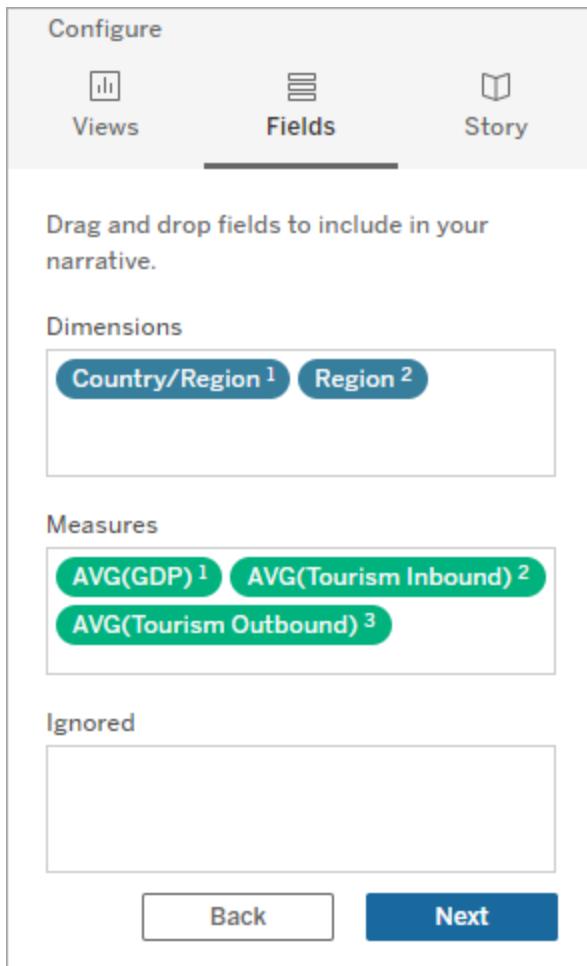 Configure
Views Fields Story
Drag and drop fields to include in your
narrative.
Dimensions
Country/Region 1 Region 2
Measures
AVG(GDP) 1 AVG(Tourism Inbound) 2
AVG(Tourism Outbound) 3
Ignored
Back Next